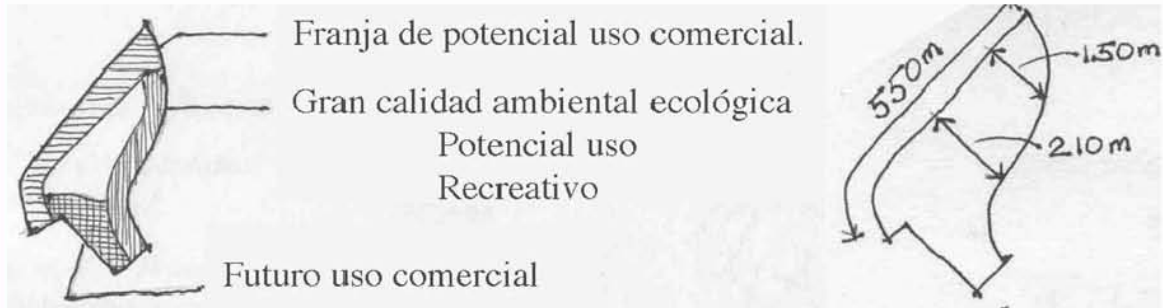 Franja de potencial uso comercial.
Gran calidad ambiental ecológica
Potencial uso
Recreativo
Futuro uso comercial
550m
150m
210m